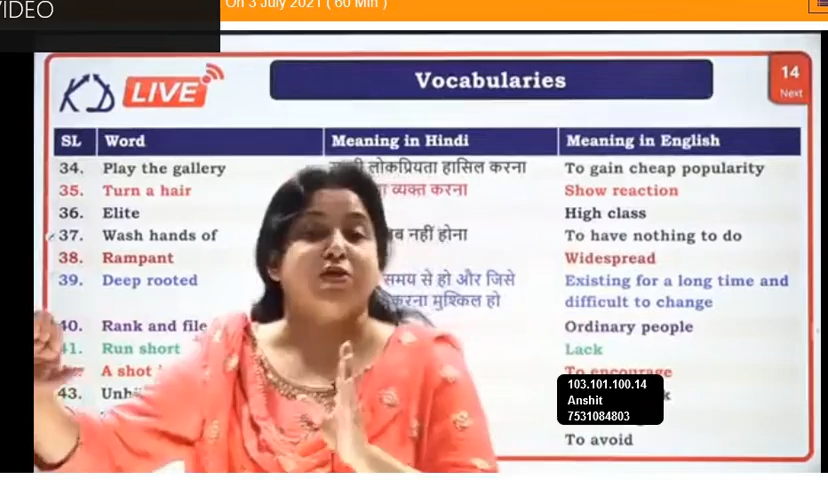 VIDEO
On 3 July 2021 ( 60 Min )
KD LIVE
Vocabularies
14
Next
SL Word Meaning in Hindi Meaning in English
34. Play the gallery लोकप्रियता हासिल करना To gain cheap popularity
35. Turn a hair व्यक्त करना Show reaction
36. Elite High class
37. Wash hands of नहीं होना To have nothing to do
38. Rampant Widespread
39. Deep rooted समय से हो और जिसे Existing for a long time and
करना मुश्किल हो difficult to change
40. Rank and file Ordinary people
41. Run short Lack
A shot To encourage
43.
103.101.100.14
Anshit
7531084803
To avoid